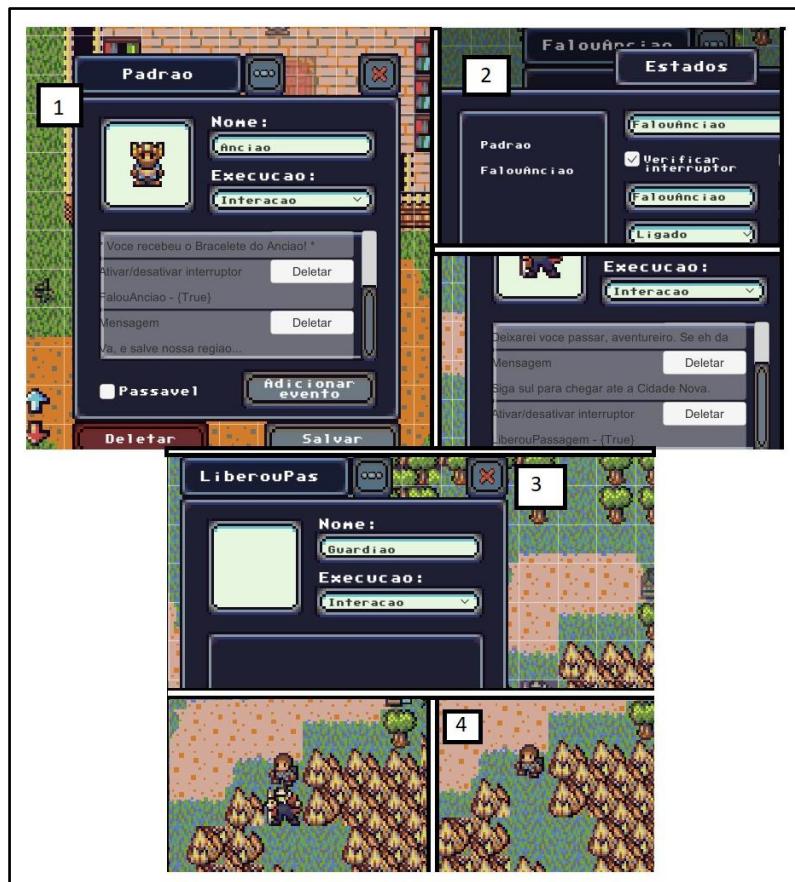 Padrao
1
Nome:
Anciao
Execucao:
Interacao
* Voce recebeu o Bracelete do Anciao! *
Ativar/desativar interruptor
Deletar
FalouAnciao - {True}
Mensagem
Deletar
Va, e salve nossa regiao...
Passavel
Adicionar
evento
Deletar
Salvar
FalouAnciao
Estados
2
Padrao
FalouAnciao
FalouAnciao
Verificar
interruptor
FalouAnciao
Ligado
Execucao:
Interacao
Deixarei voce passar, aventureiro. Se eh da
Mensagem
Deletar
Siga sul para chegar ate a Cidade Nova.
Ativar/desativar interruptor
Deletar
LiberouPassagem - {True}
LiberouPas
3
Nome:
Guardiao
Execucao:
Interacao
4